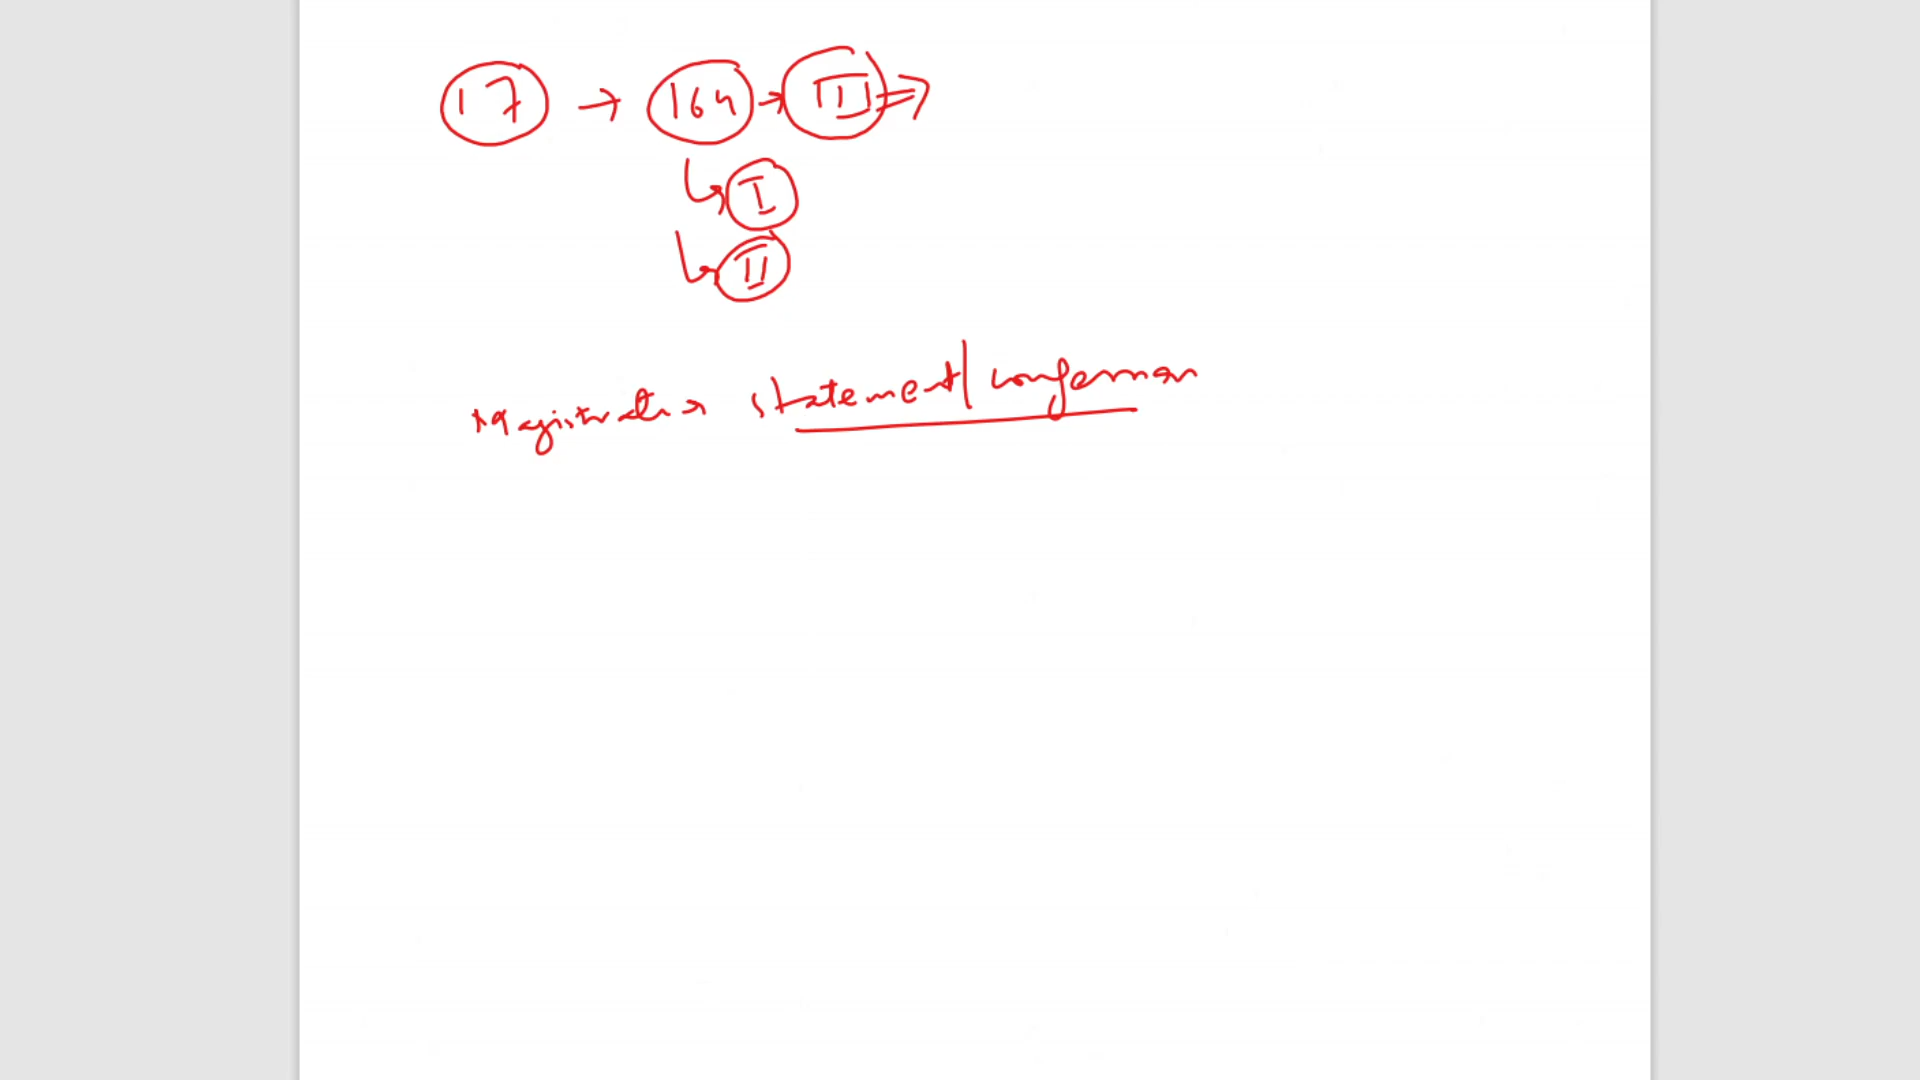 17 → 164 → III ⇒
↳ I
↳ II
Magistrate → statement/confession